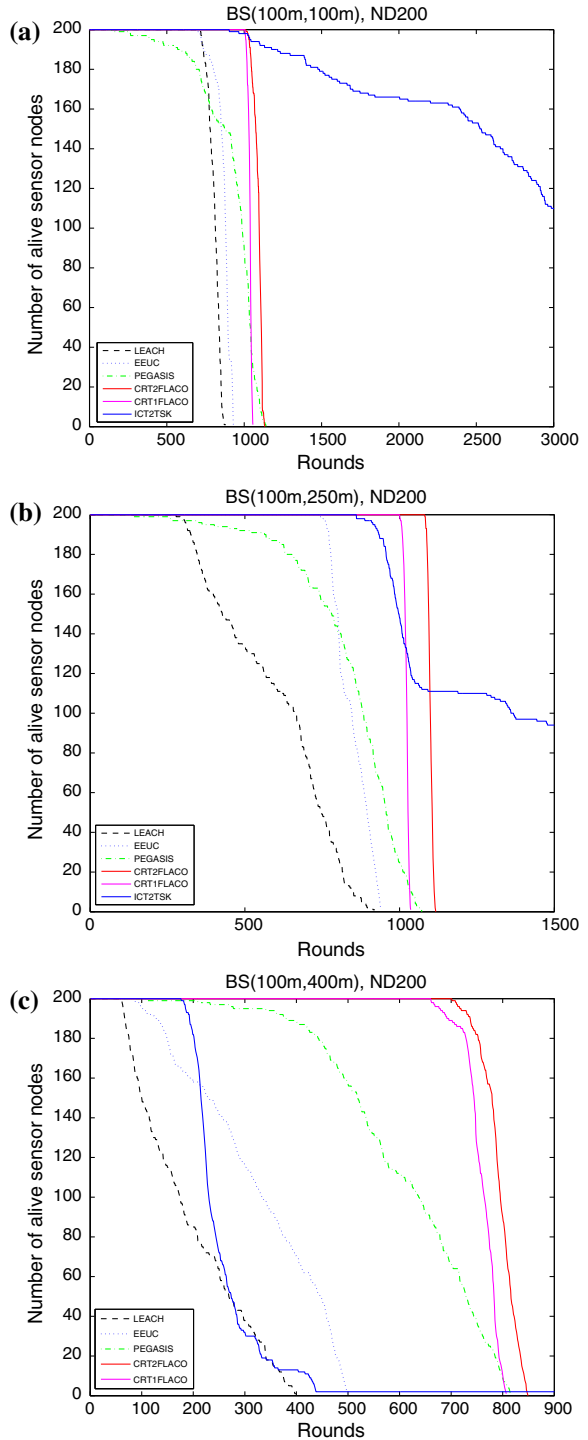 (a)
BS(100m,100m), ND200
Number of alive sensor nodes
200
180
160
140
120
100
80
60
40
20
0
LEACH
EEUC
PEGASIS
CRT2FLACO
CRT1FLACO
ICT2TSK
0 500 1000 1500 2000 2500 3000
Rounds
(b)
BS(100m,250m), ND200
Number of alive sensor nodes
200
180
160
140
120
100
80
60
40
20
0
LEACH
EEUC
PEGASIS
CRT2FLACO
CRT1FLACO
ICT2TSK
500 1000 1500
Rounds
(c)
BS(100m,400m), ND200
Number of alive sensor nodes
200
180
160
140
120
100
80
60
40
20
0
LEACH
EEUC
PEGASIS
CRT2FLACO
CRT1FLACO
0 100 200 300 400 500 600 700 800 900
Rounds